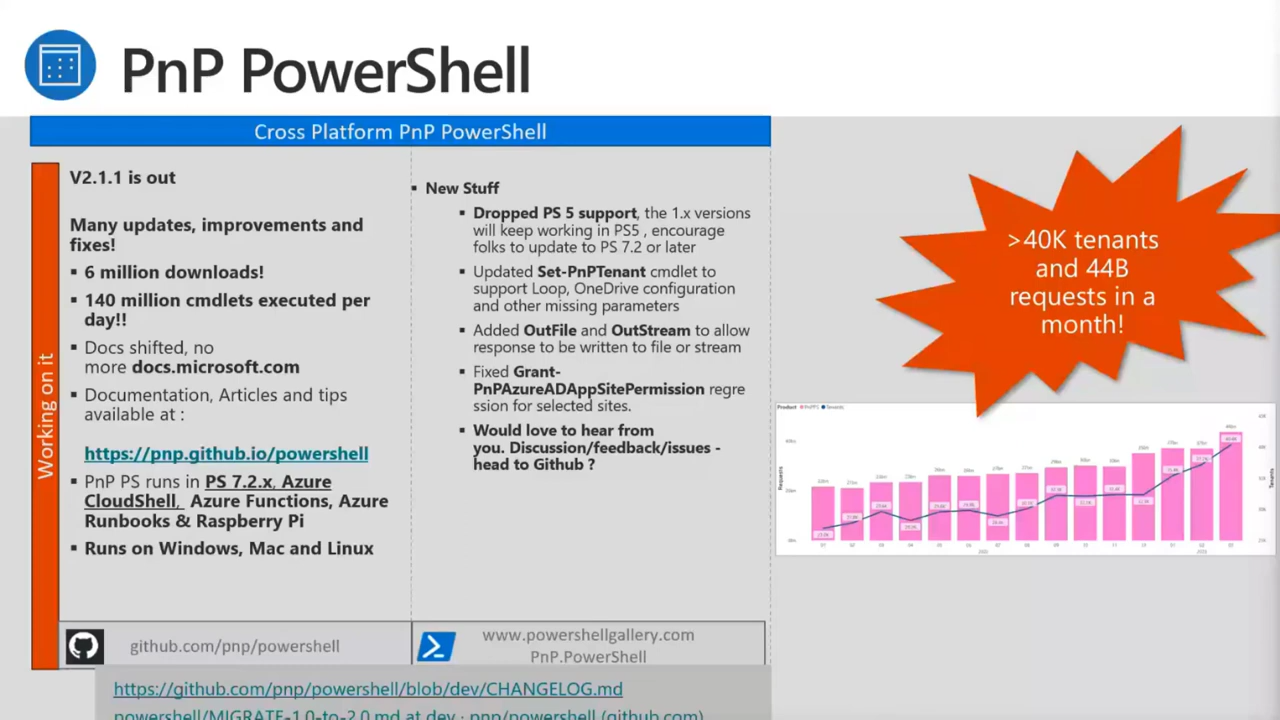 PnP PowerShell
Cross Platform PnP PowerShell
Working on it
V2.1.1 is out
Many updates, improvements and
fixes!
▪ 6 million downloads!
▪ 140 million cmdlets executed per
day!!
▪ Docs shifted, no
more docs.microsoft.com
▪ Documentation, Articles and tips
available at :
https://pnp.github.io/powershell
▪ PnP PS runs in PS 7.2.x, Azure
CloudShell, Azure Functions, Azure
Runbooks & Raspberry Pi
▪ Runs on Windows, Mac and Linux
▪ New Stuff
▪ Dropped PS 5 support, the 1.x versions
will keep working in PS5 , encourage
folks to update to PS 7.2 or later
▪ Updated Set-PnPTenant cmdlet to
support Loop, OneDrive configuration
and other missing parameters
▪ Added OutFile and OutStream to allow
response to be written to file or stream
▪ Fixed Grant-
PnPAzureADAppSitePermission regre
ssion for selected sites.
▪ Would love to hear from
you. Discussion/feedback/issues -
head to Github ?
>40K tenants
and 44B
requests in a
month!
Product
Requests
Tenants
github.com/pnp/powershell
www.powershellgallery.com
PnP.PowerShell
https://github.com/pnp/powershell/blob/dev/CHANGELOG.md
powershell/MIGRATE-1.0-to-2.0.md at dev · pnp/powershell (github.com)